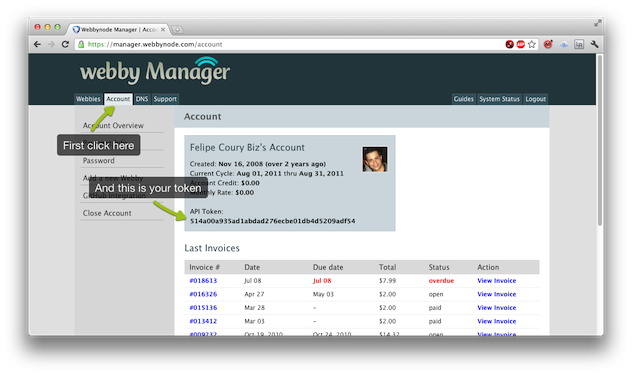 Webbynode Manager | Accou
https://manager.webbynode.com/account
webby Manager
Webbies Account DNS Support Guides System Status Logout
Account Overview
Account
First click here
Felipe Coury Biz's Account
Password
Created: Nov 16, 2008 (over 2 years ago)
Current Cycle: Aug 01, 2011 thru Aug 31, 2011
Add a new Webby
And this is your token
Account Credit: $0.00
GitHub Integration
Monthly Rate: $0.00
Close Account
API Token:
514a00a935ad1abdad276ecbe01db4d5209adf54
Last Invoices
Invoice # Date Due date Total Status Action
#018613 Jul 08 Jul 08 $7.99 overdue View Invoice
#016326 Apr 27 May 03 $2.00 open View Invoice
#015136 Mar 28 – $2.00 paid View Invoice
#013412 Mar 03 – $2.00 paid View Invoice
#009232 Oct 19, 2010 Oct 24, 2010 $14.32 open View Invoice